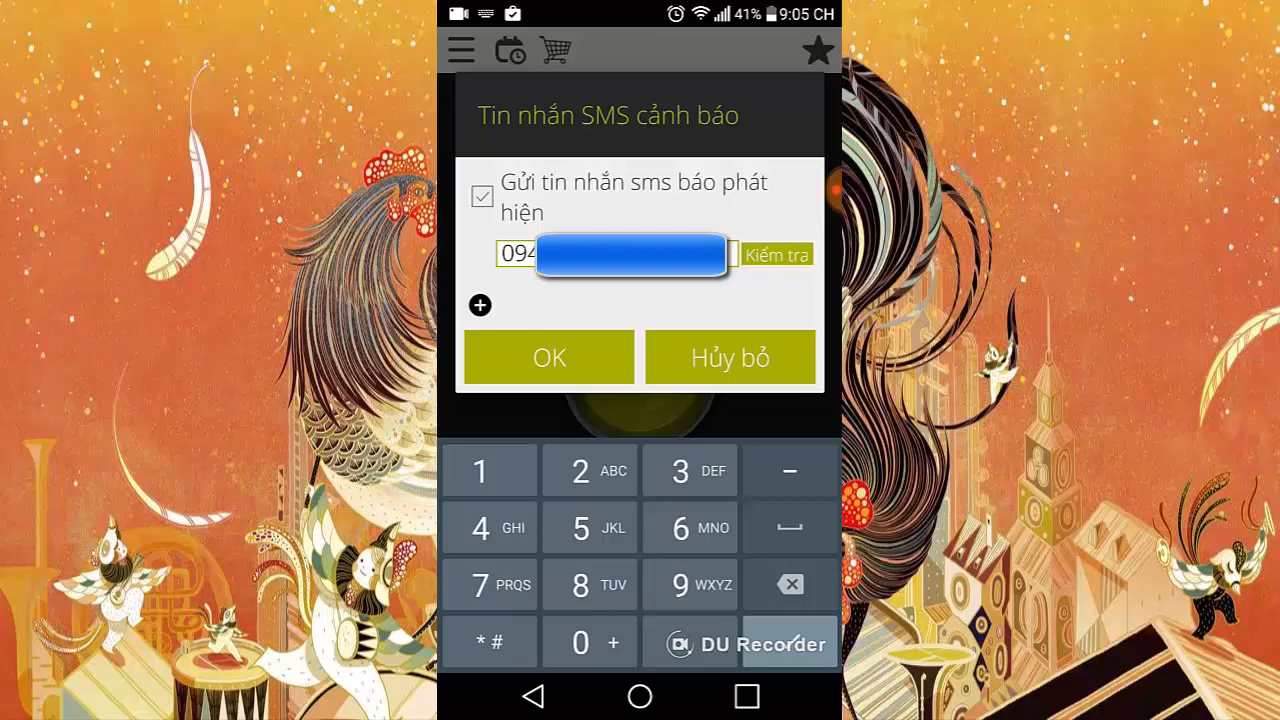 41% 9:05 CH
Tin nhắn SMS cảnh báo
Gửi tin nhắn sms báo phát
hiện
094
Kiểm tra
OK
Hủy bỏ
1 2 ABC 3 DEF –
4 GHI 5 JKL 6 MNO
7 PRQS 8 TUV 9 WXYZ
* # 0 + DU Recorder